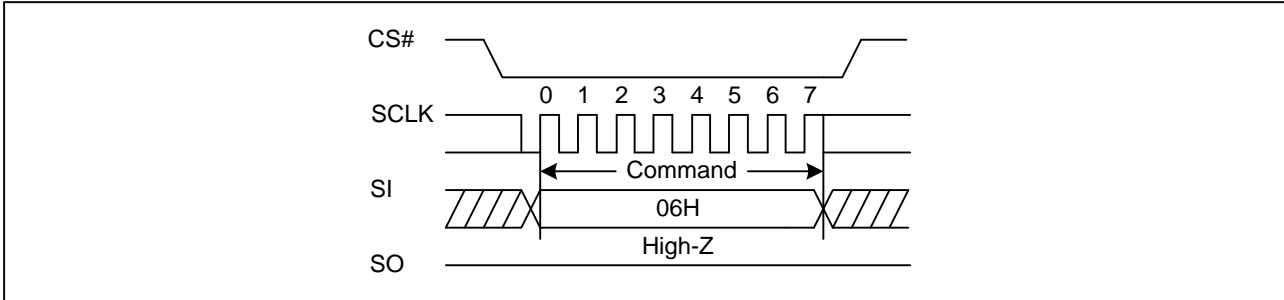 CS#
0 1 2 3 4 5 6 7
SCLK
Command
SI
06H
High-Z
SO